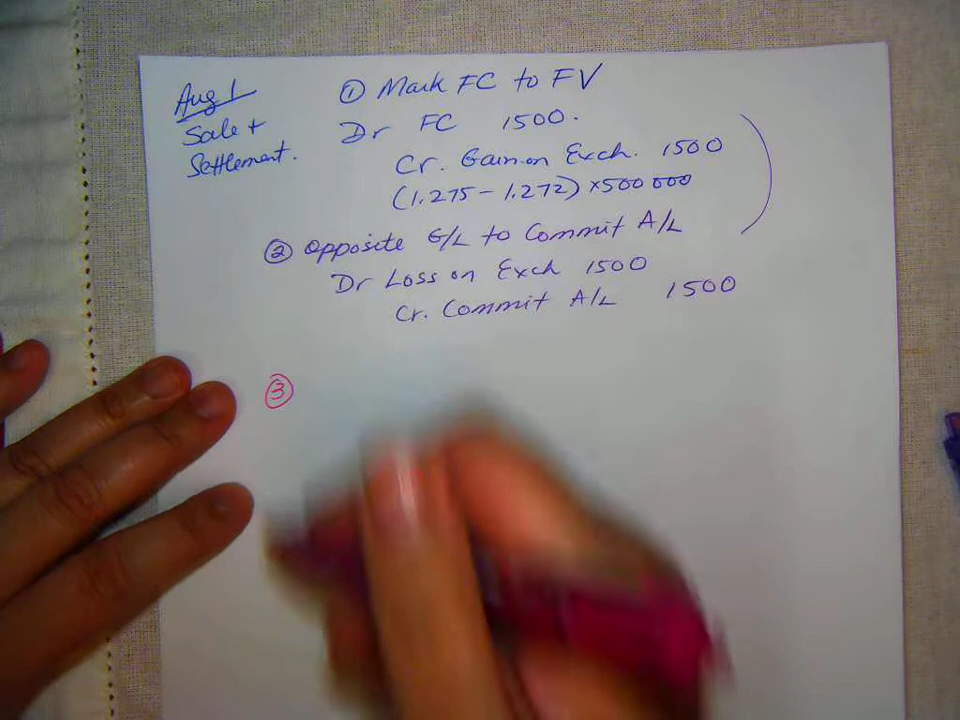 Aug 1
Sale +
Settlement.
① Mark FC to FV
Dr FC 1500.
Cr. Gain on Exch. 1500
(1.275 - 1.272) × 500 000
② Opposite G/L to Commit A/L
Dr Loss on Exch 1500
Cr. Commit A/L 1500
③